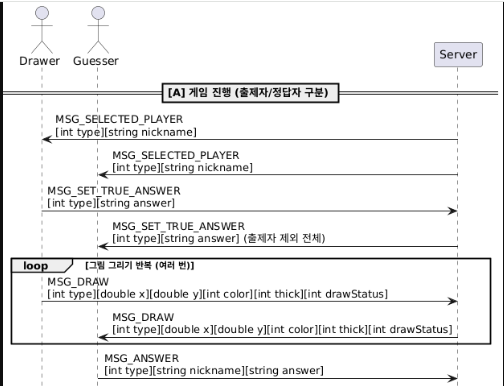 Drawer Guesser Server
[A] 게임 진행 (출제자/정답자 구분)
MSG_SELECTED_PLAYER
[int type][string nickname]
MSG_SELECTED_PLAYER
[int type][string nickname]
MSG_SET_TRUE_ANSWER
[int type][string answer]
MSG_SET_TRUE_ANSWER
[int type][string answer] (출제자 제외 전체)
loop [그림 그리기 반복 (여러 번)]
MSG_DRAW
[int type][double x][double y][int color][int thick][int drawStatus]
MSG_DRAW
[int type][double x][double y][int color][int thick][int drawStatus]
MSG_ANSWER
[int type][string nickname][string answer]